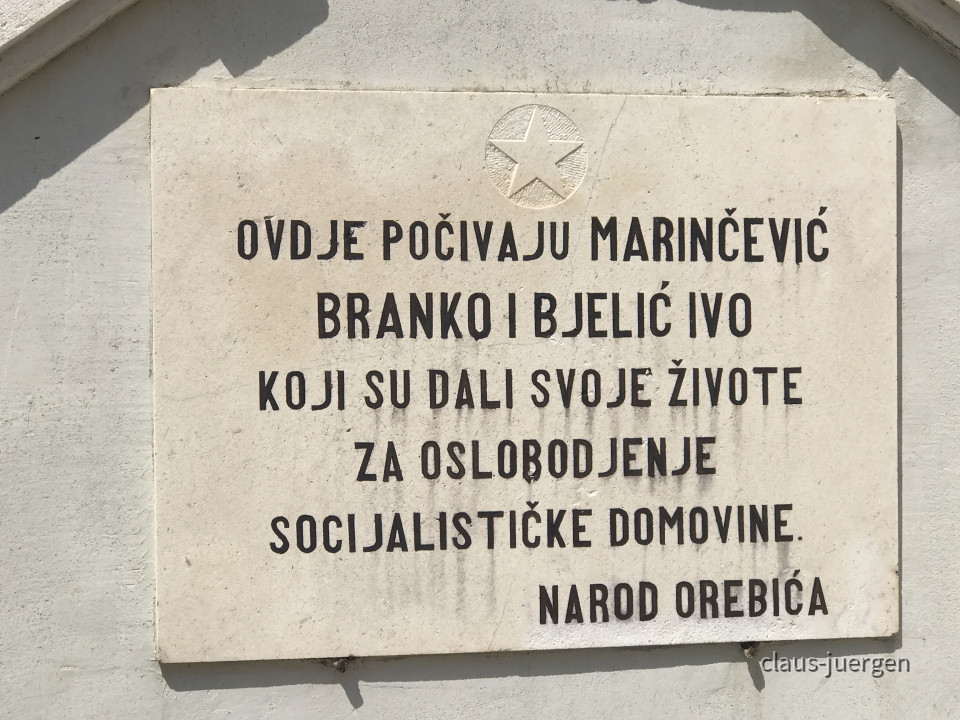 OVDJE POČIVAJU MARINČEVIĆ
BRANKO I BJELIĆ IVO
KOJI SU DALI SVOJE ŽIVOTE
ZA OSLOBODJENJE
SOCIJALISTIČKE DOMOVINE.
NAROD OREBIĆA
claus-juergen